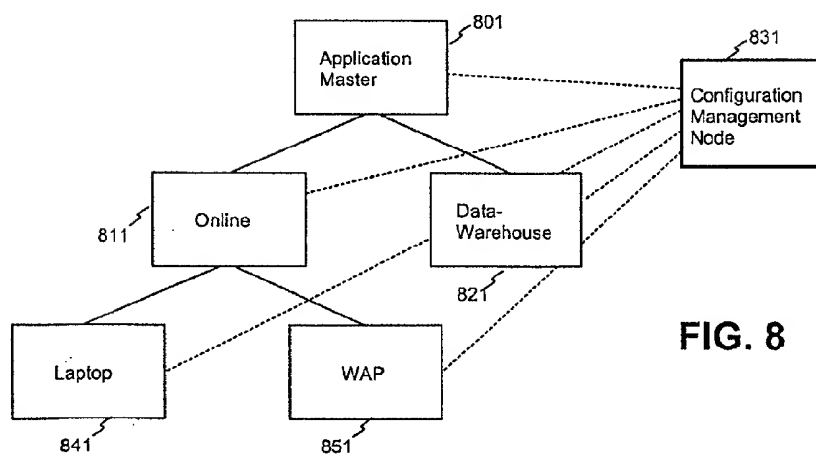 801
831
Application
Master
Configuration
Management
Node
811
Online
Data-
Warehouse
821
FIG. 8
Laptop
WAP
841
851